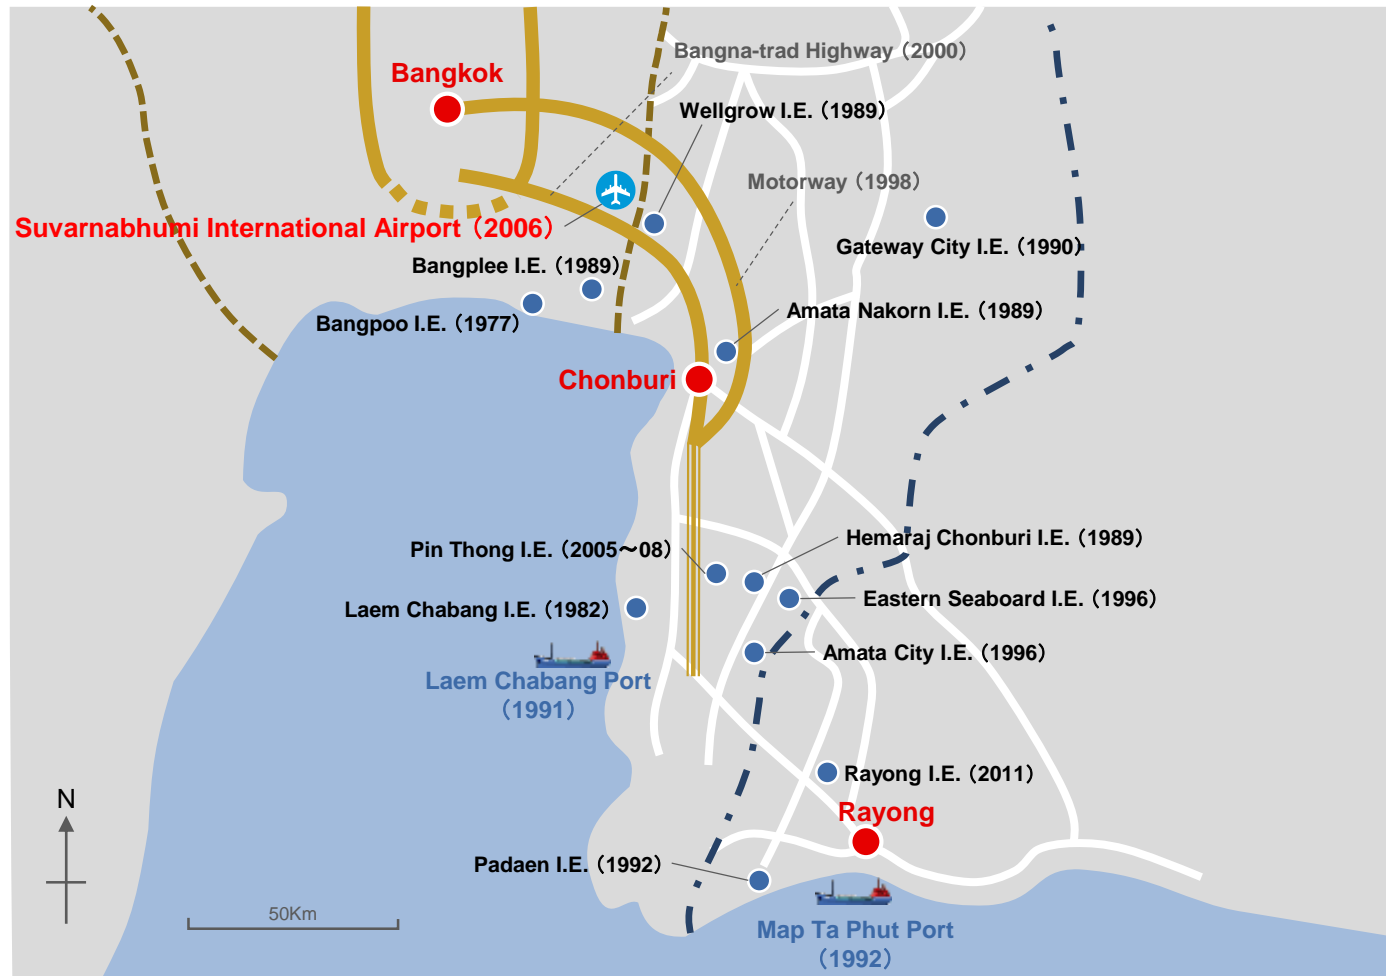 Bangna-trad Highway（2000）
Bangkok
Wellgrow I.E.（1989）
Motorway（1998）
Suvarnabhumi International Airport（2006）
Gateway City I.E.（1990）
Bangplee I.E.（1989）
Bangpoo I.E.（1977）
Amata Nakorn I.E.（1989）
Chonburi
Hemaraj Chonburi I.E.（1989）
Pin Thong I.E.（2005～08）
Eastern Seaboard I.E.（1996）
Laem Chabang I.E.（1982）
Amata City I.E.（1996）
Laem Chabang Port
（1991）
Rayong I.E.（2011）
N
Rayong
Padaen I.E.（1992）
50Km
Map Ta Phut Port
（1992）